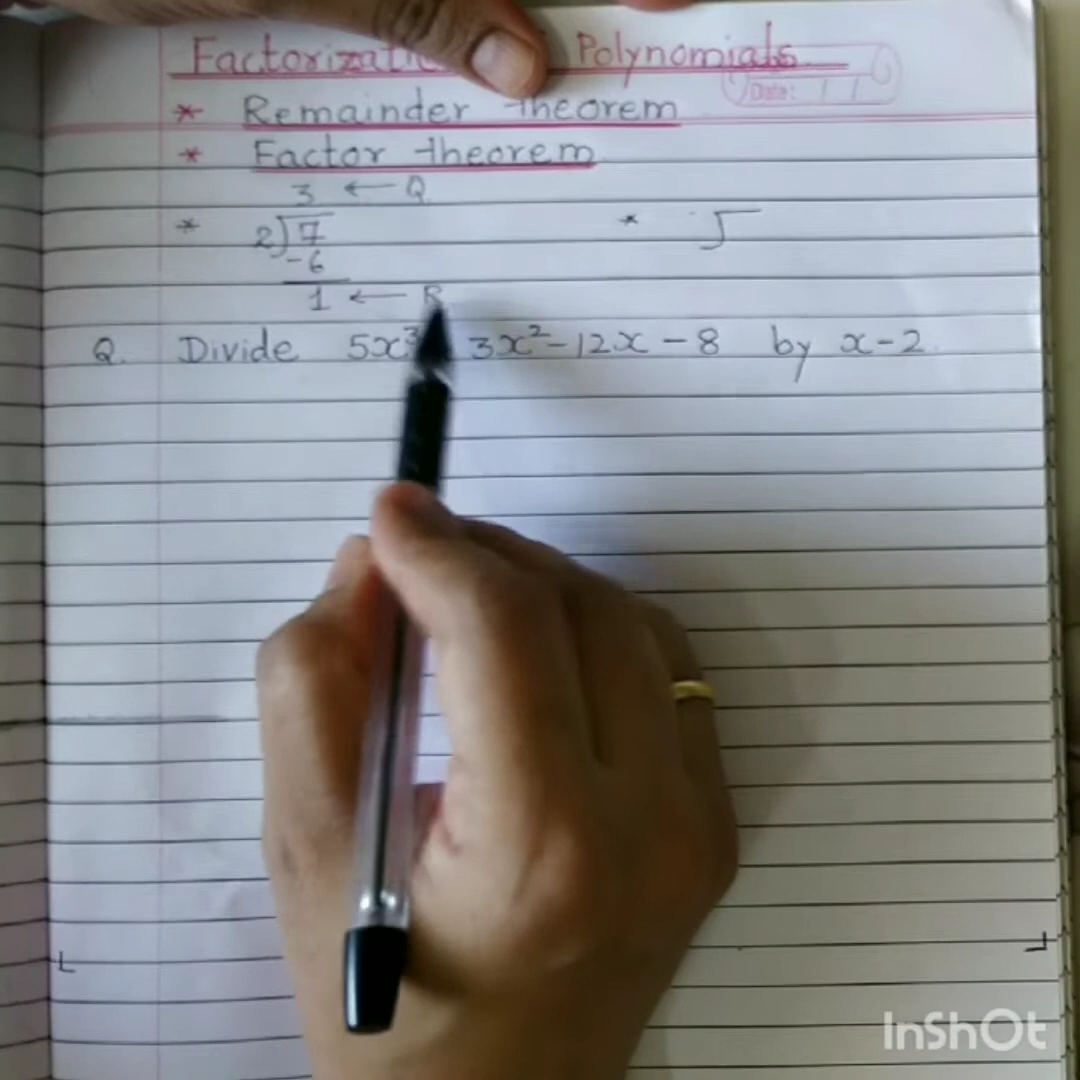 Polynomials
Date: / /
* Remainder theorem
* Factor theorem
3 ← Q
* 2) 7
-6
1 ←
*
Q. Divide 5x³ 3x² - 12x - 8 by x - 2
InShOt